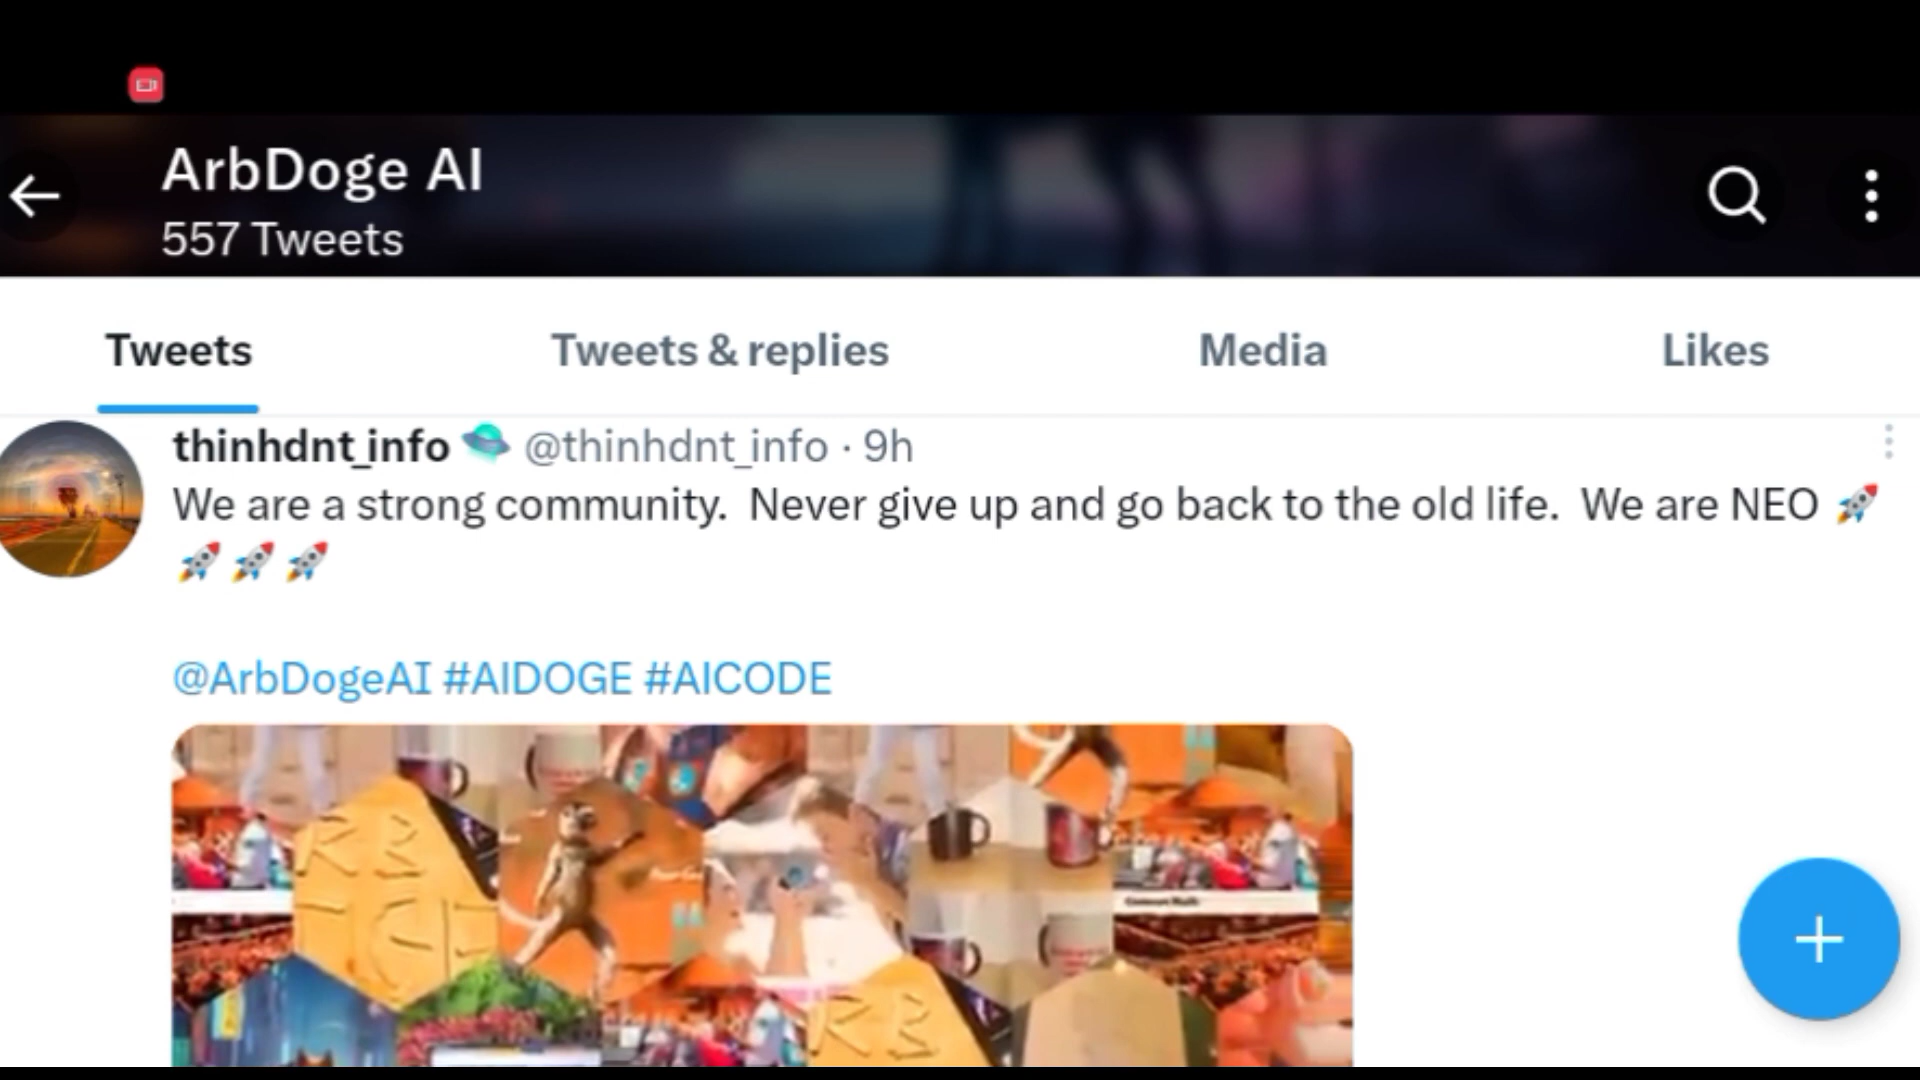 ArbDoge AI
557 Tweets
Tweets Tweets & replies Media Likes
thinhdnt_info 🛸 @thinhdnt_info · 9h
We are a strong community.  Never give up and go back to the old life.  We are NEO 🚀
🚀 🚀 🚀
@ArbDogeAI #AIDOGE #AICODE